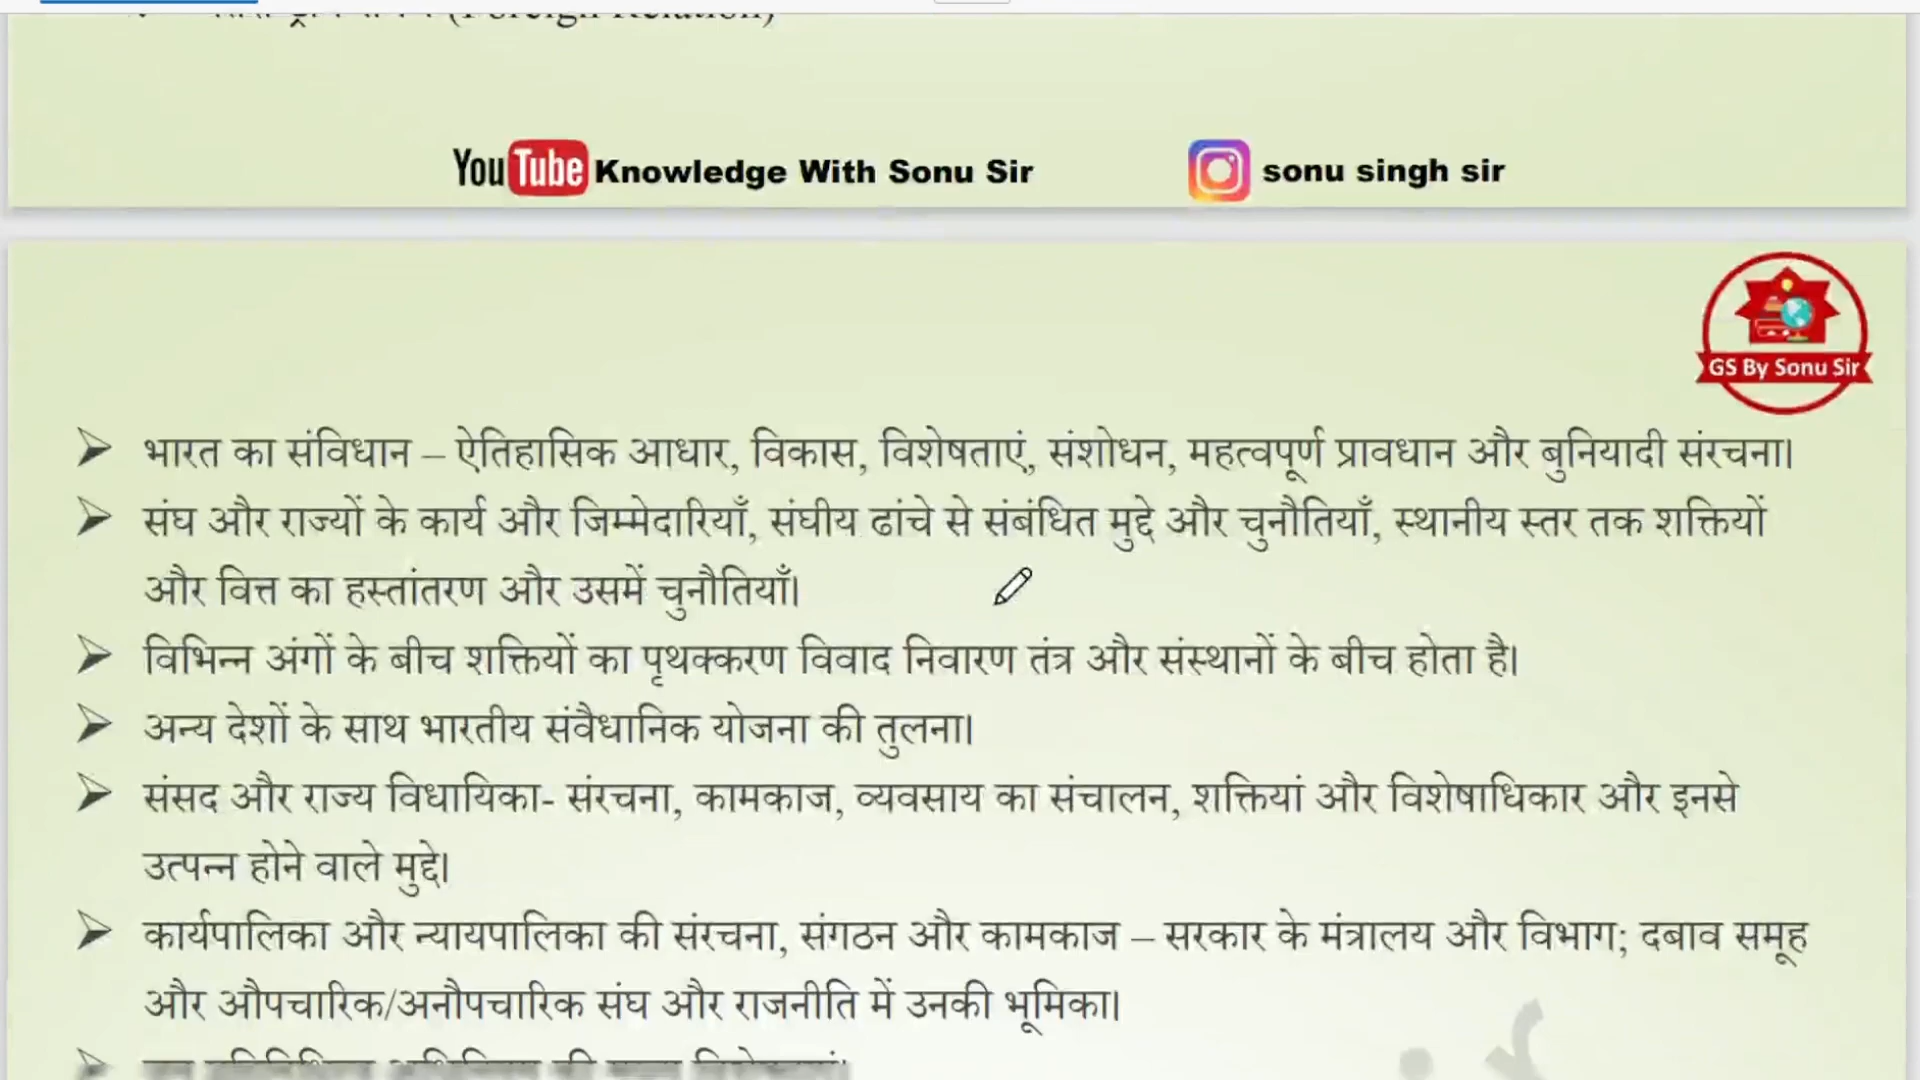 (Foreign Relation)
YouTube Knowledge With Sonu Sir
sonu singh sir
GS By Sonu Sir
➢ भारत का संविधान – ऐतिहासिक आधार, विकास, विशेषताएं, संशोधन, महत्वपूर्ण प्रावधान और बुनियादी संरचना।
➢ संघ और राज्यों के कार्य और जिम्मेदारियाँ, संघीय ढांचे से संबंधित मुद्दे और चुनौतियाँ, स्थानीय स्तर तक शक्तियों
और वित्त का हस्तांतरण और उसमें चुनौतियाँ।
➢ विभिन्न अंगों के बीच शक्तियों का पृथक्करण विवाद निवारण तंत्र और संस्थानों के बीच होता है।
➢ अन्य देशों के साथ भारतीय संवैधानिक योजना की तुलना।
➢ संसद और राज्य विधायिका- संरचना, कामकाज, व्यवसाय का संचालन, शक्तियां और विशेषाधिकार और इनसे
उत्पन्न होने वाले मुद्दे।
➢ कार्यपालिका और न्यायपालिका की संरचना, संगठन और कामकाज – सरकार के मंत्रालय और विभाग; दबाव समूह
और औपचारिक/अनौपचारिक संघ और राजनीति में उनकी भूमिका।